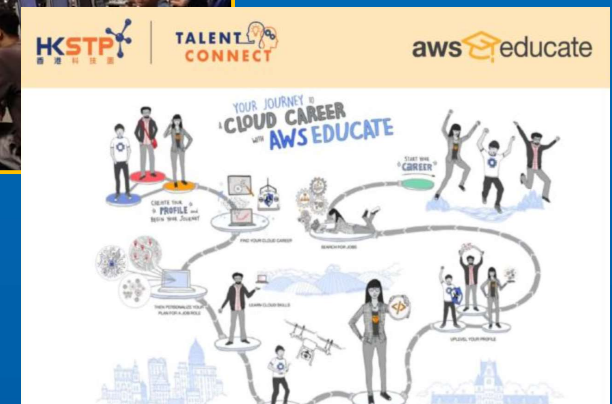 HKSTP
香港科技園
TALENT
CONNECT
aws educate
YOUR JOURNEY to
a CLOUD CAREER
WITH AWS EDUCATE
CREATE YOUR
PROFILE and
BEGIN YOUR JOURNEY
FIND YOUR CLOUD CAREER
THEN PERSONALIZE YOUR
PLAN FOR A JOB ROLE
LEARN CLOUD SKILLS
UPLEVEL YOUR PROFILE
SEARCH FOR JOBS
START YOUR
CAREER